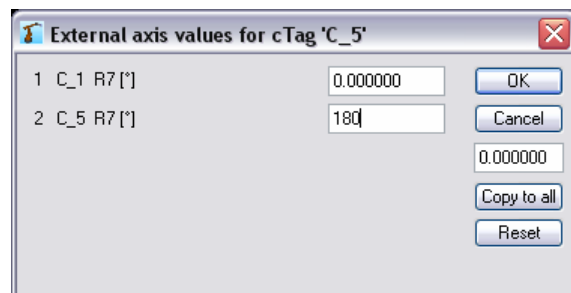 External axis values for cTag 'C_5'
1 C_1 R7 [°] 0.000000 OK
2 C_5 R7 [°] 180 Cancel
0.000000
Copy to all
Reset